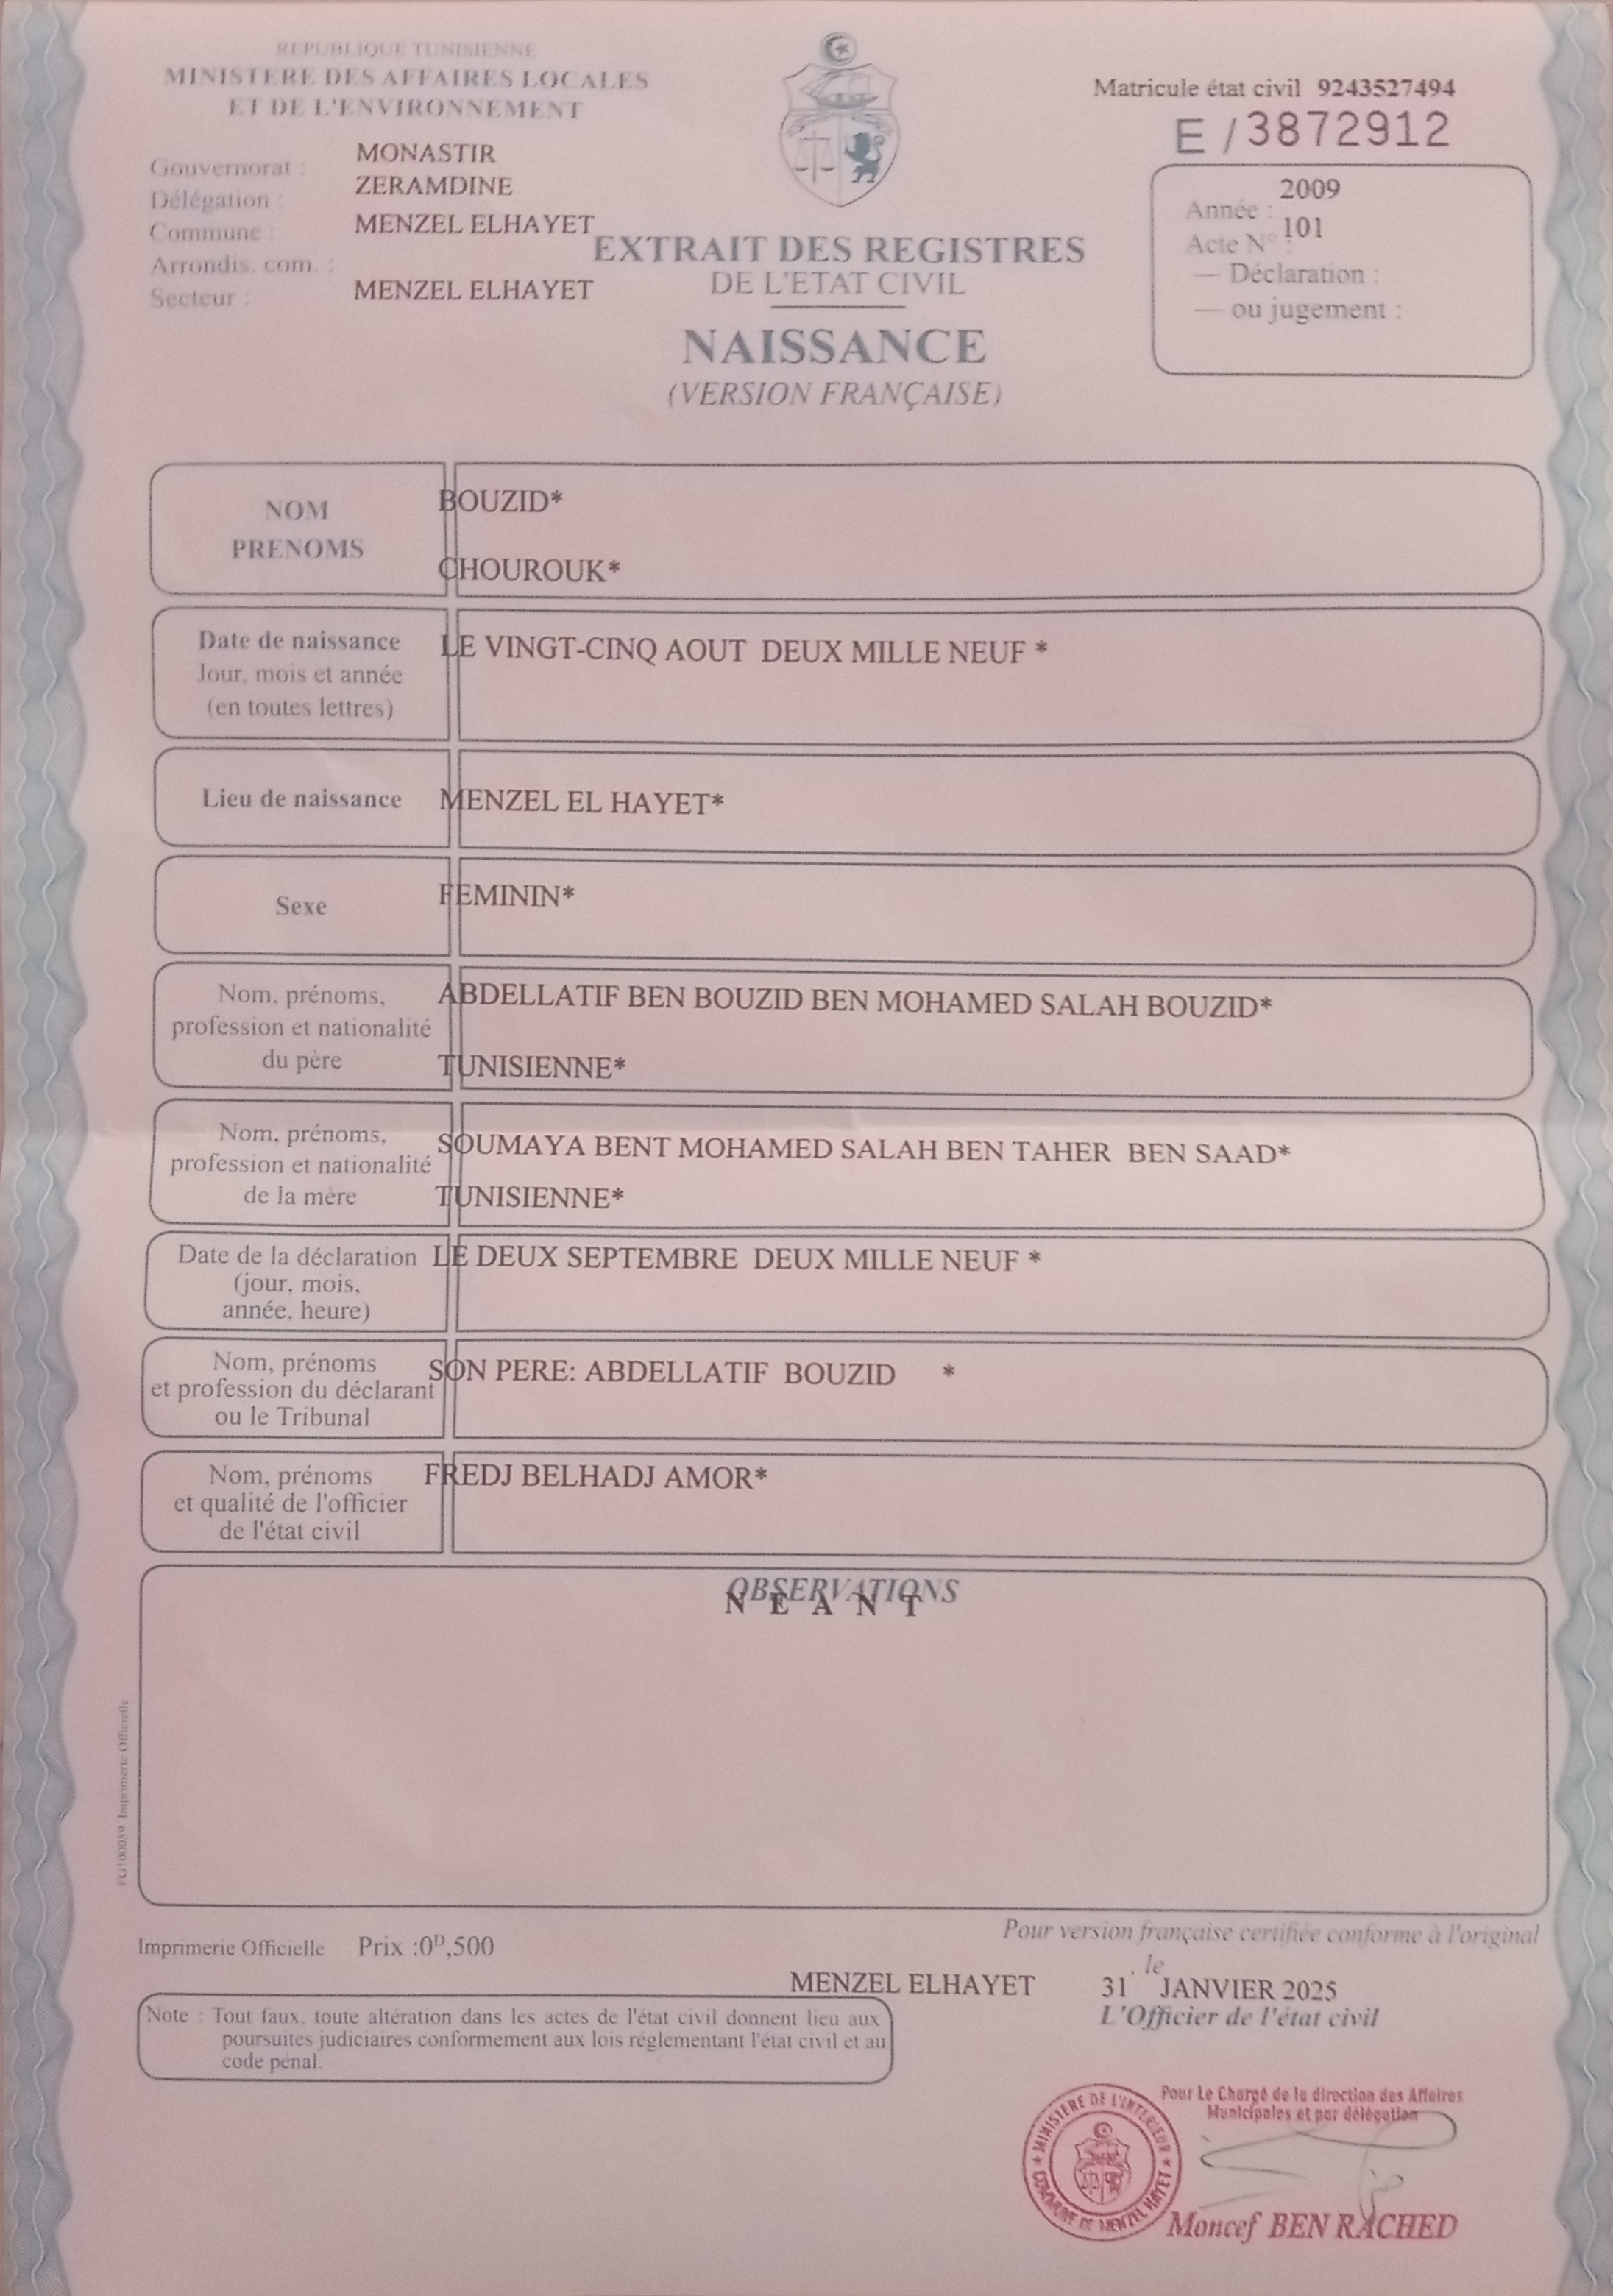 REPUBLIQUE TUNISIENNE
MINISTERE DES AFFAIRES LOCALES
ET DE L'ENVIRONNEMENT
Gouvernorat : MONASTIR
Délégation : ZERAMDINE
Commune : MENZEL ELHAYET
Arrondis. com. :
Secteur : MENZEL ELHAYET
Matricule état civil 9243527494
E / 3872912
Année : 2009
Acte N° : 101
— Déclaration :
— ou jugement :
EXTRAIT DES REGISTRES
DE L'ETAT CIVIL
NAISSANCE
(VERSION FRANÇAISE)
NOM
PRENOMS
BOUZID*
CHOUROUK*
Date de naissance
Jour, mois et année
(en toutes lettres)
LE VINGT-CINQ AOUT DEUX MILLE NEUF *
Lieu de naissance
MENZEL EL HAYET*
Sexe
FEMININ*
Nom, prénoms,
profession et nationalité
du père
ABDELLATIF BEN BOUZID BEN MOHAMED SALAH BOUZID*
TUNISIENNE*
Nom, prénoms,
profession et nationalité
de la mère
SOUMAYA BENT MOHAMED SALAH BEN TAHER BEN SAAD*
TUNISIENNE*
Date de la déclaration
(jour, mois,
année, heure)
LE DEUX SEPTEMBRE DEUX MILLE NEUF *
Nom, prénoms
et profession du déclarant
ou le Tribunal
SON PERE: ABDELLATIF BOUZID *
Nom, prénoms
et qualité de l'officier
de l'état civil
FREDJ BELHADJ AMOR*
OBSERVATIONS
N E A N T
FG100059 Imprimerie Officielle
Imprimerie Officielle Prix :0ᴰ,500
Pour version française certifiée conforme à l'original
MENZEL ELHAYET le 31 JANVIER 2025
L'Officier de l'état civil
Note : Tout faux, toute altération dans les actes de l'état civil donnent lieu aux
poursuites judiciaires conformement aux lois réglementant l'état civil et au
code pénal.
Pour Le Chargé de la direction des Affaires
Municipales et par délégation
MINISTERE DE L'INTERIEUR
COMMUNE DE MENZEL HAYET
Moncef BEN RACHED